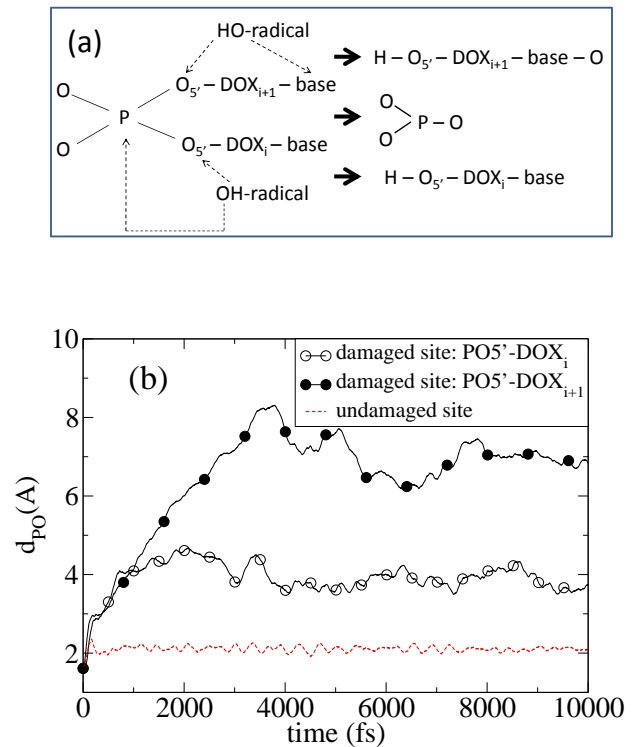 (a)
HO-radical
H – O5' – DOXi+1 – base – O
O
O5' – DOXi+1 – base
O
P
P – O
O
O
O5' – DOXi – base
H – O5' – DOXi – base
OH-radical
(b)
damaged site: PO5'-DOXi
damaged site: PO5'-DOXi+1
undamaged site
10
8
6
4
2
dPO(A)
0 2000 4000 6000 8000 10000
time (fs)